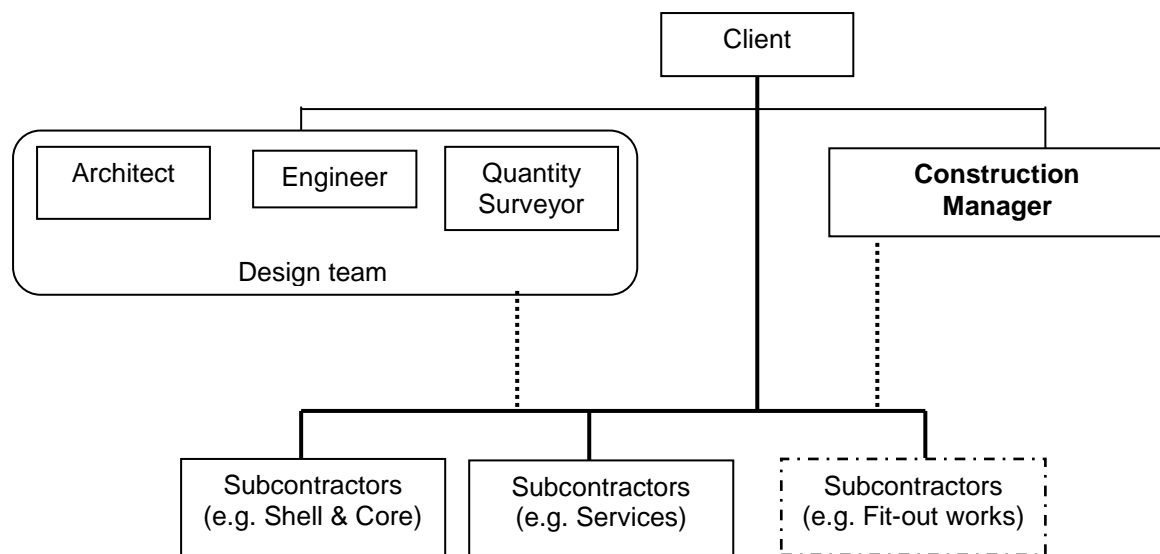 Client
Architect
Engineer
Quantity
Surveyor
Design team
Construction
Manager
Subcontractors
(e.g. Shell & Core)
Subcontractors
(e.g. Services)
Subcontractors
(e.g. Fit-out works)